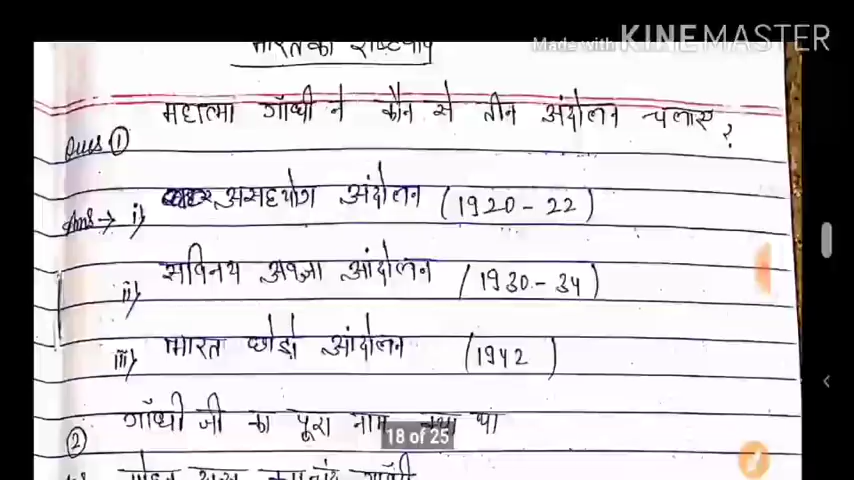 Made with KINEMASTER
महात्मा गाँधी ने कौन से तीन अंदोलन चलाए ?
Ques ①
Ans → i) असहयोग अंदोलन (1920 - 22)
ii) सविनय अवज्ञा आंदोलन (1930 - 34)
iii) भारत छोड़ो आंदोलन (1942)
② गाँधी जी का पूरा नाम क्या था
18 of 25
गाँधी